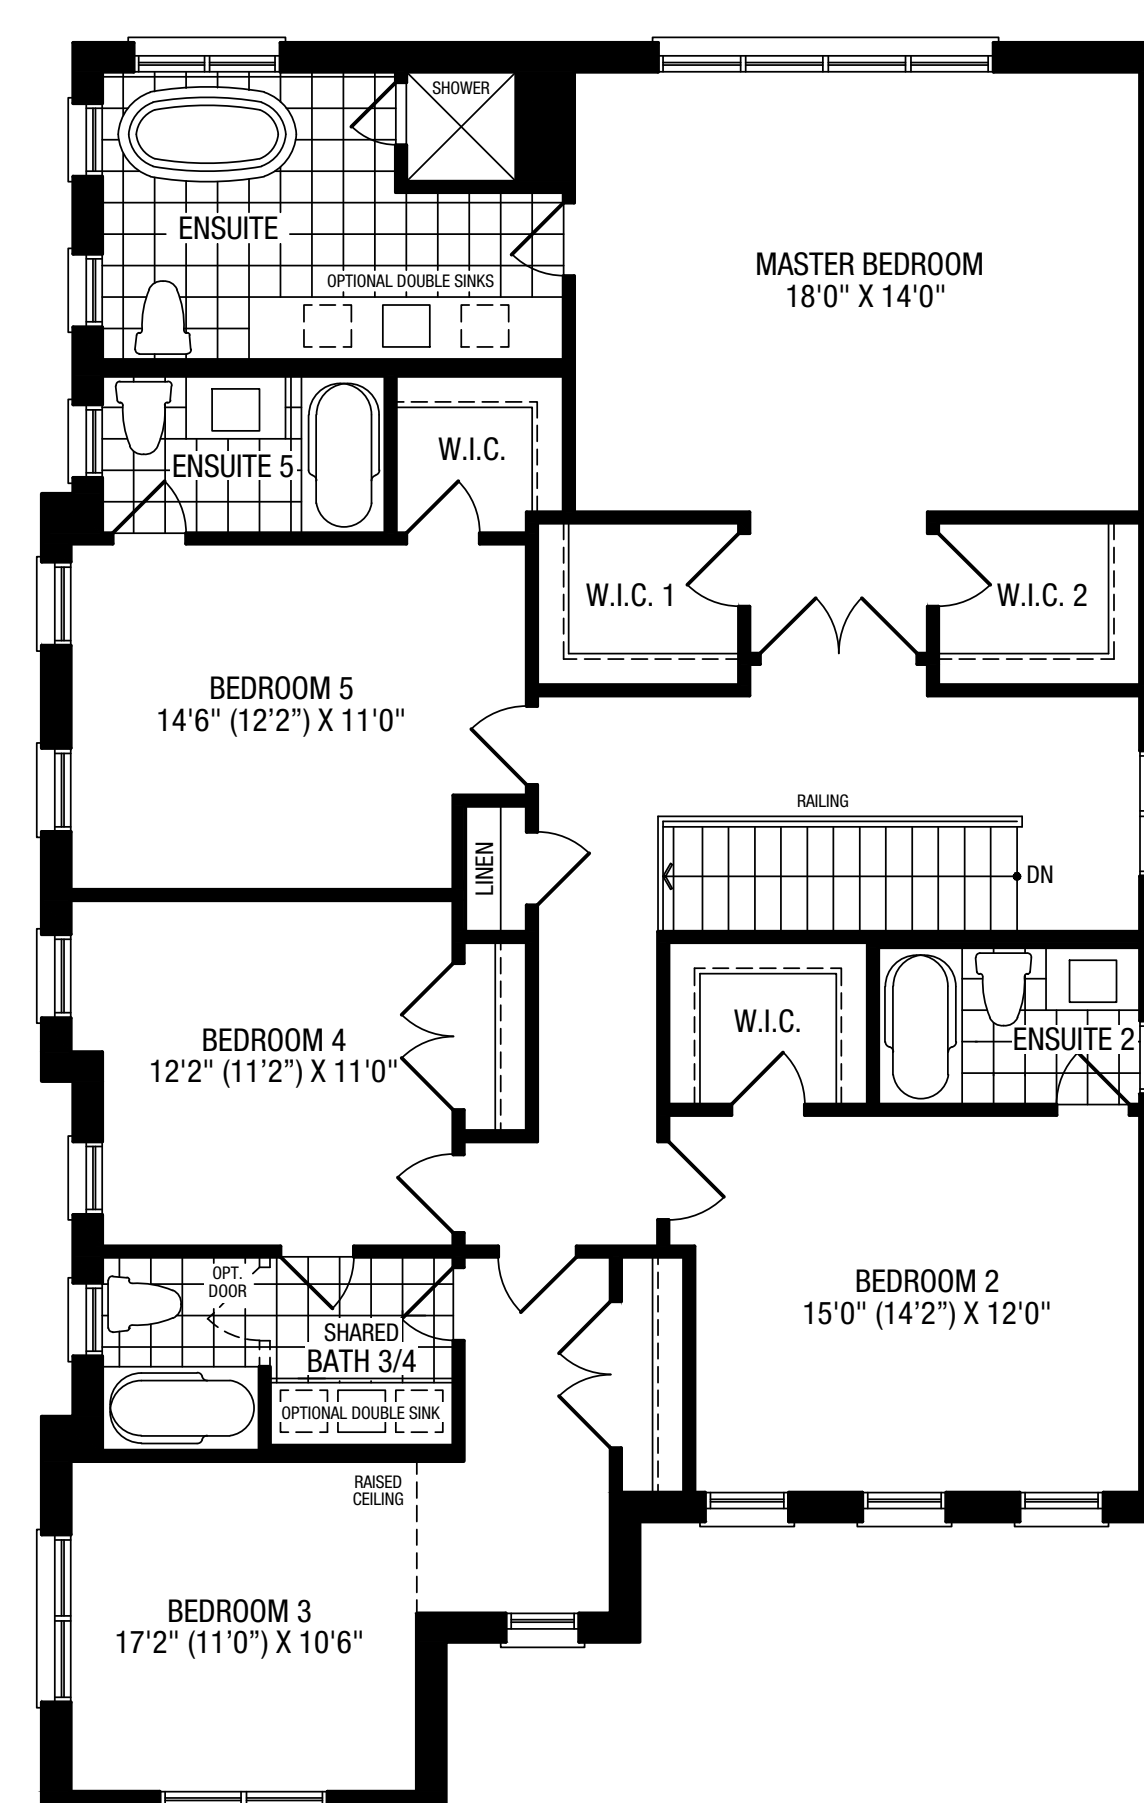 SHOWER
ENSUITE
OPTIONAL DOUBLE SINKS
MASTER BEDROOM
18'0" X 14'0"
ENSUITE 5
W.I.C.
W.I.C. 1
W.I.C. 2
BEDROOM 5
14'6" (12’2”) X 11'0"
RAILING
LINEN
DN
BEDROOM 4
12'2" (11’2”) X 11'0"
W.I.C.
ENSUITE 2
OPT.
DOOR
SHARED
BATH 3/4
OPTIONAL DOUBLE SINK
BEDROOM 2
15'0" (14’2”) X 12'0"
RAISED
CEILING
BEDROOM 3
17'2" (11’0”) X 10'6"